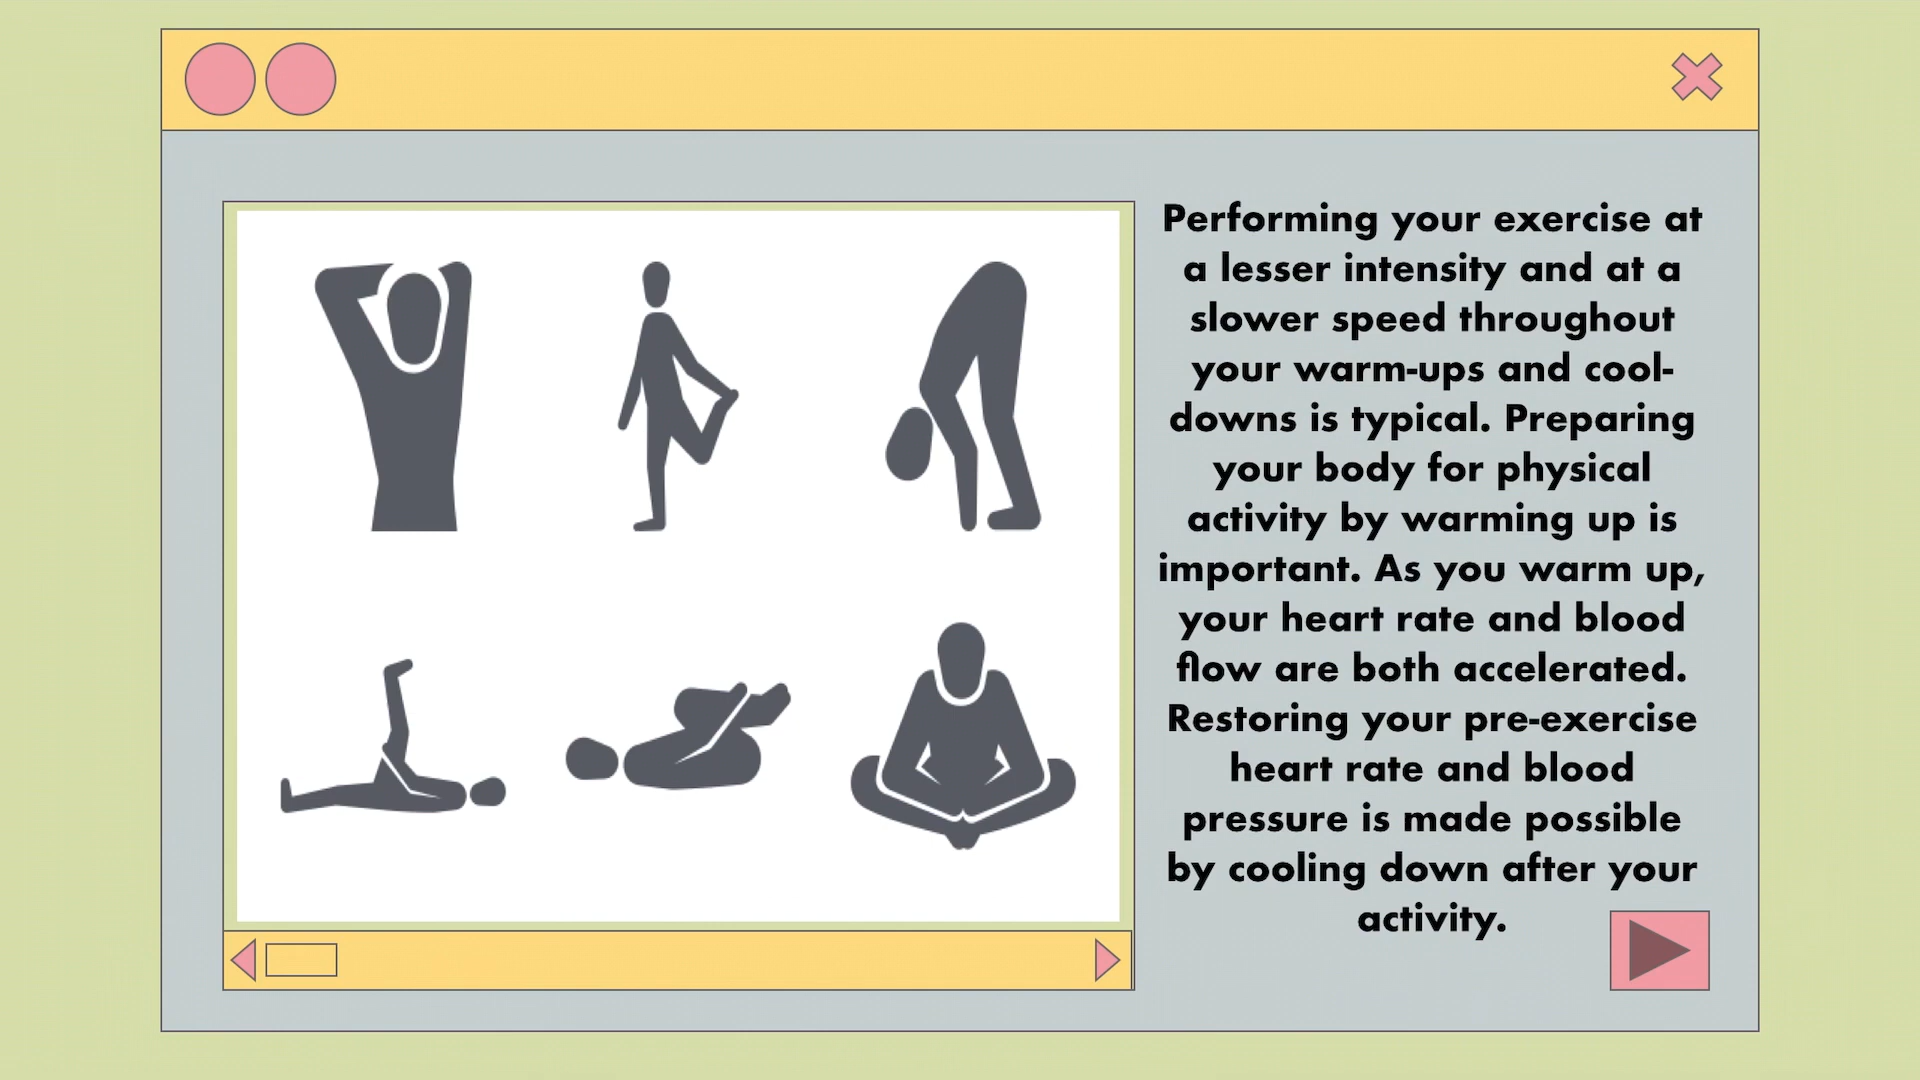 Performing your exercise at
a lesser intensity and at a
slower speed throughout
your warm-ups and cool-
downs is typical. Preparing
your body for physical
activity by warming up is
important. As you warm up,
your heart rate and blood
flow are both accelerated.
Restoring your pre-exercise
heart rate and blood
pressure is made possible
by cooling down after your
activity.